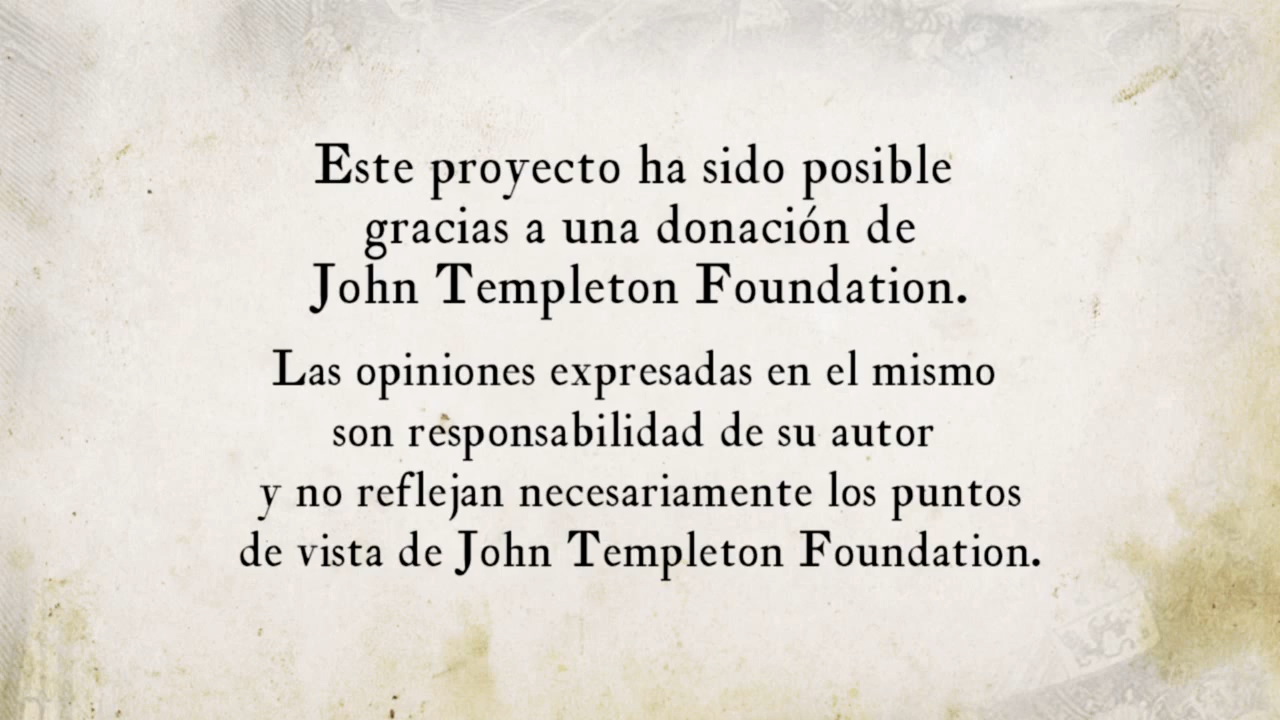 Este proyecto ha sido posible
gracias a una donación de
John Templeton Foundation.
Las opiniones expresadas en el mismo
son responsabilidad de su autor
y no reflejan necesariamente los puntos
de vista de John Templeton Foundation.